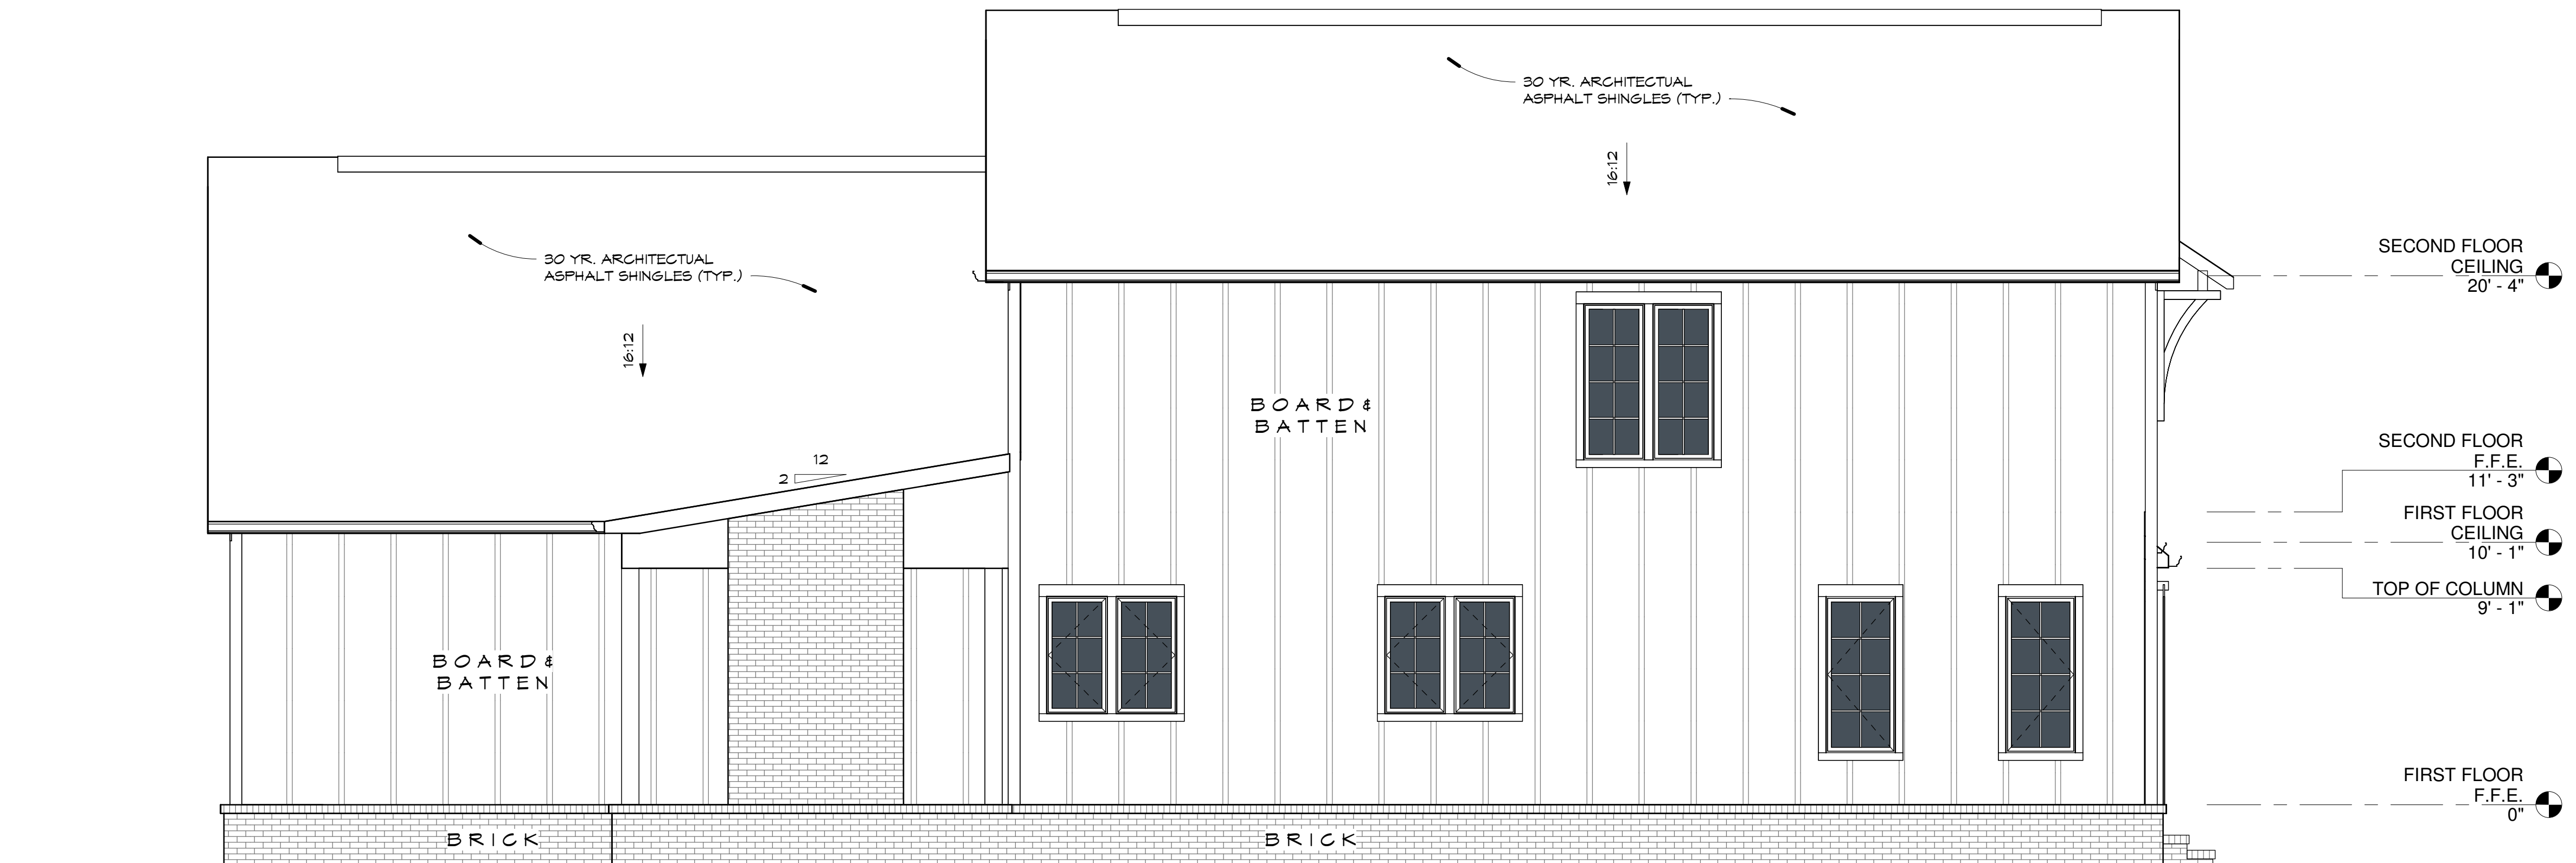 30 YR. ARCHITECTUAL
ASPHALT SHINGLES (TYP.)
16:12
30 YR. ARCHITECTUAL
ASPHALT SHINGLES (TYP.)
16:12
SECOND FLOOR
CEILING
20' - 4"
BOARD &
BATTEN
12
2
SECOND FLOOR
F.F.E.
11' - 3"
FIRST FLOOR
CEILING
10' - 1"
TOP OF COLUMN
9' - 1"
BOARD &
BATTEN
FIRST FLOOR
F.F.E.
0"
BRICK
BRICK